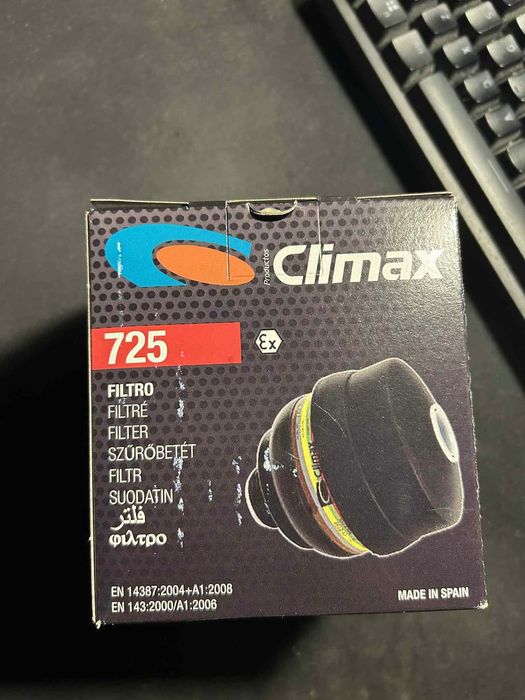 Productos Climax
725
Ex
FILTRO
FILTRÉ
FILTER
SZŰRŐBETÉT
FILTR
SUODATIN
فلتر
φιλτρο
Climax
EN 14387:2004+A1:2008
EN 143:2000/A1:2006
MADE IN SPAIN